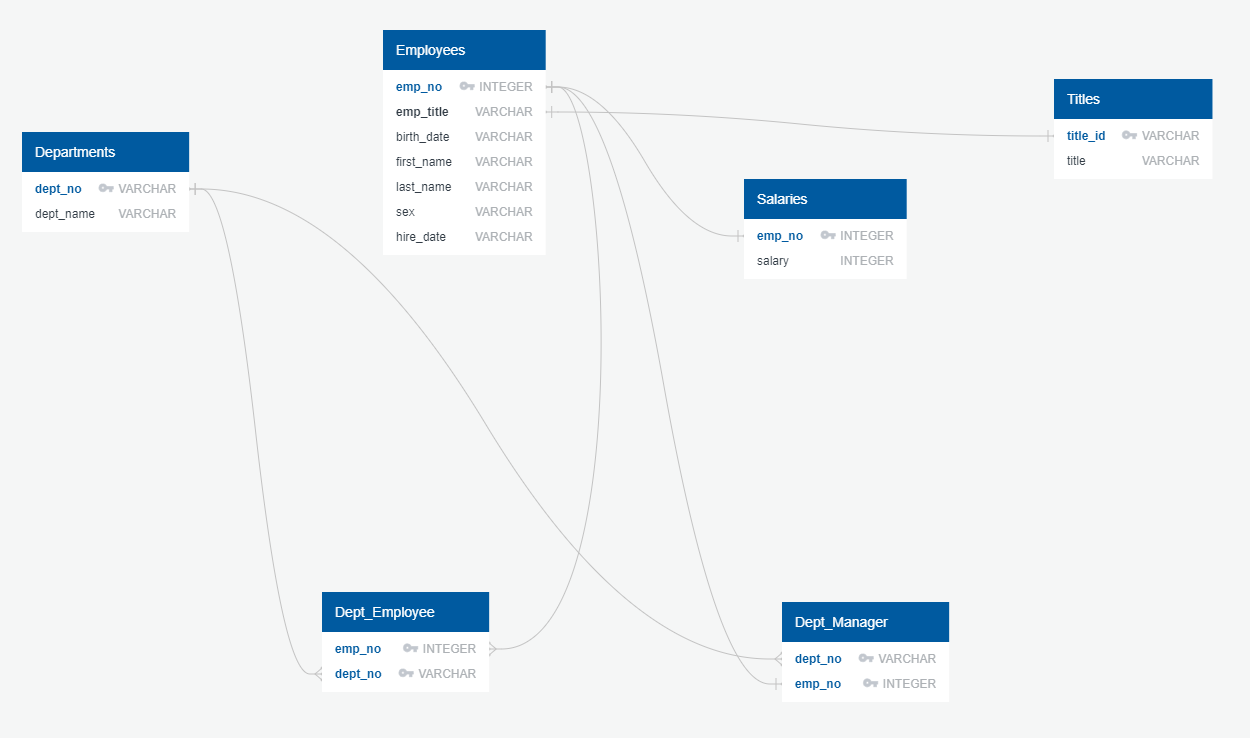 Employees
emp_no INTEGER
emp_title VARCHAR
birth_date VARCHAR
first_name VARCHAR
last_name VARCHAR
sex VARCHAR
hire_date VARCHAR
Titles
title_id VARCHAR
title VARCHAR
Departments
dept_no VARCHAR
dept_name VARCHAR
Salaries
emp_no INTEGER
salary INTEGER
Dept_Employee
emp_no INTEGER
dept_no VARCHAR
Dept_Manager
dept_no VARCHAR
emp_no INTEGER